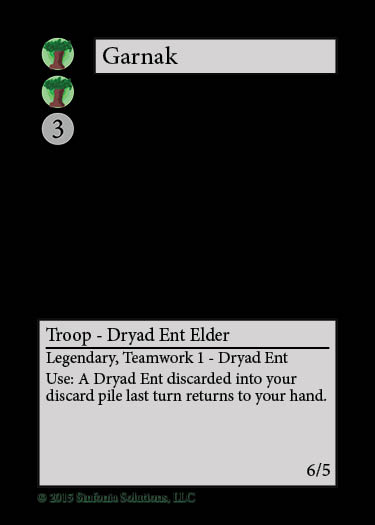 Garnak
3
Troop - Dryad Ent Elder
Legendary, Teamwork 1 - Dryad Ent
Use: A Dryad Ent discarded into your
discard pile last turn returns to your hand.
6/5
© 2015 Sinfonia Solutions, LLC